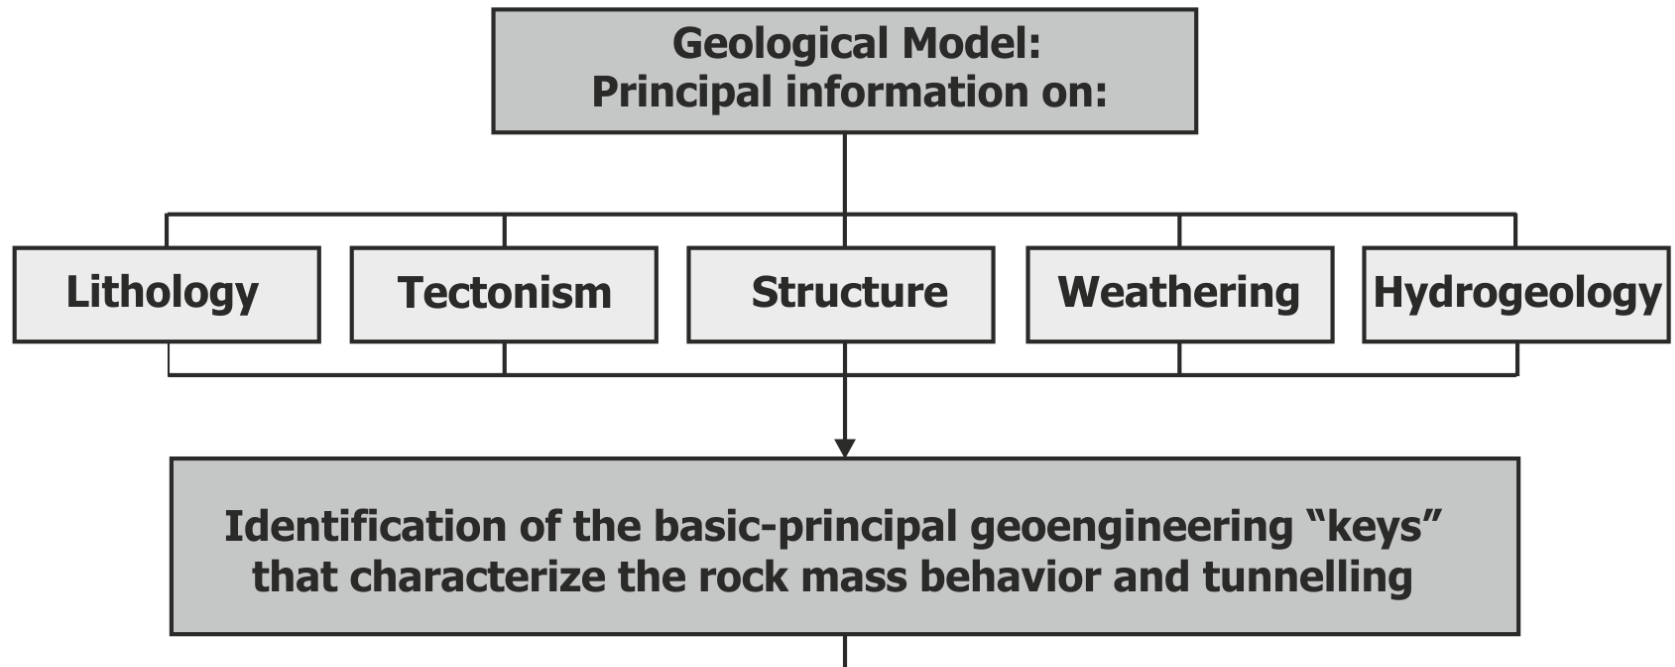 Geological Model:
Principal information on:
Lithology
Tectonism
Structure
Weathering
Hydrogeology
Identification of the basic-principal geoengineering “keys”
that characterize the rock mass behavior and tunnelling